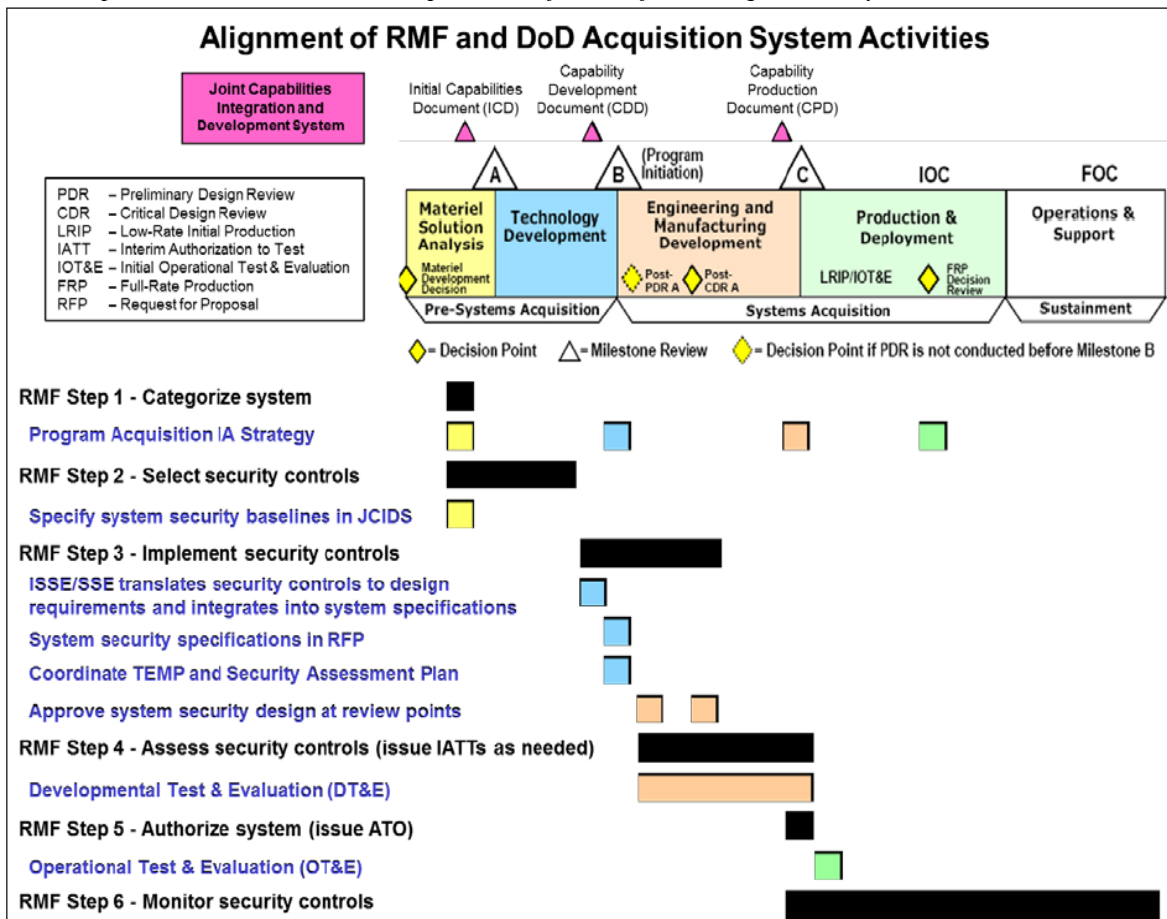 Alignment of RMF and DoD Acquisition System Activities
Joint Capabilities
Integration and
Development System
Initial Capabilities
Document (ICD)
Capability
Development
Document (CDD)
Capability
Production
Document (CPD)
PDR – Preliminary Design Review
CDR – Critical Design Review
LRIP – Low-Rate Initial Production
IATT – Interim Authorization to Test
IOT&E – Initial Operational Test & Evaluation
FRP – Full-Rate Production
RFP – Request for Proposal
A
B
(Program
Initiation)
C
IOC
FOC
Materiel
Solution
Analysis
Materiel
Development
Decision
Technology
Development
Engineering and
Manufacturing
Development
Post-
PDR A
Post-
CDR A
Production &
Deployment
LRIP/IOT&E
FRP
Decision
Review
Operations &
Support
Pre-Systems Acquisition
Systems Acquisition
Sustainment
= Decision Point
= Milestone Review
= Decision Point if PDR is not conducted before Milestone B
RMF Step 1 - Categorize system
Program Acquisition IA Strategy
RMF Step 2 - Select security controls
Specify system security baselines in JCIDS
RMF Step 3 - Implement security controls
ISSE/SSE translates security controls to design
requirements and integrates into system specifications
System security specifications in RFP
Coordinate TEMP and Security Assessment Plan
Approve system security design at review points
RMF Step 4 - Assess security controls (issue IATTs as needed)
Developmental Test & Evaluation (DT&E)
RMF Step 5 - Authorize system (issue ATO)
Operational Test & Evaluation (OT&E)
RMF Step 6 - Monitor security controls